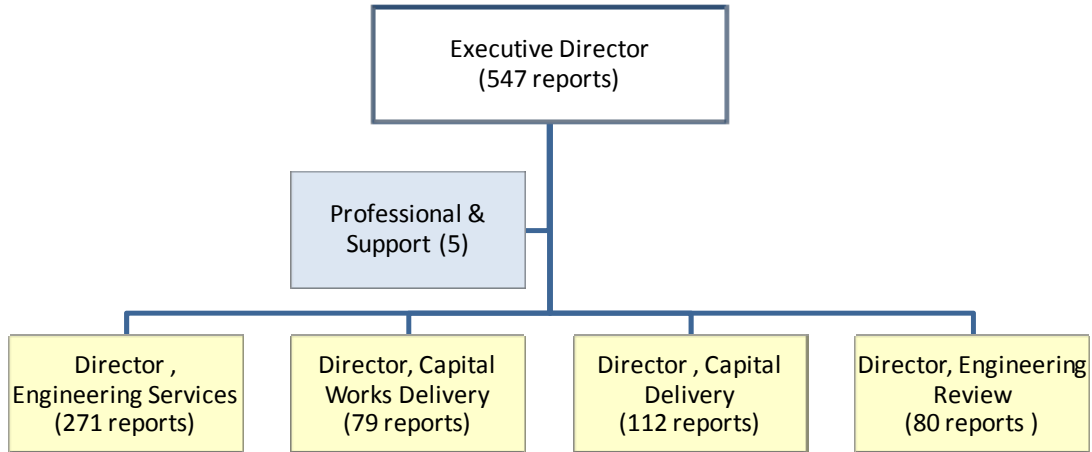 Executive Director
(547 reports)
Professional &
Support (5)
Director ,
Engineering Services
(271 reports)
Director, Capital
Works Delivery
(79 reports)
Director , Capital
Delivery
(112 reports)
Director, Engineering
Review
(80 reports )